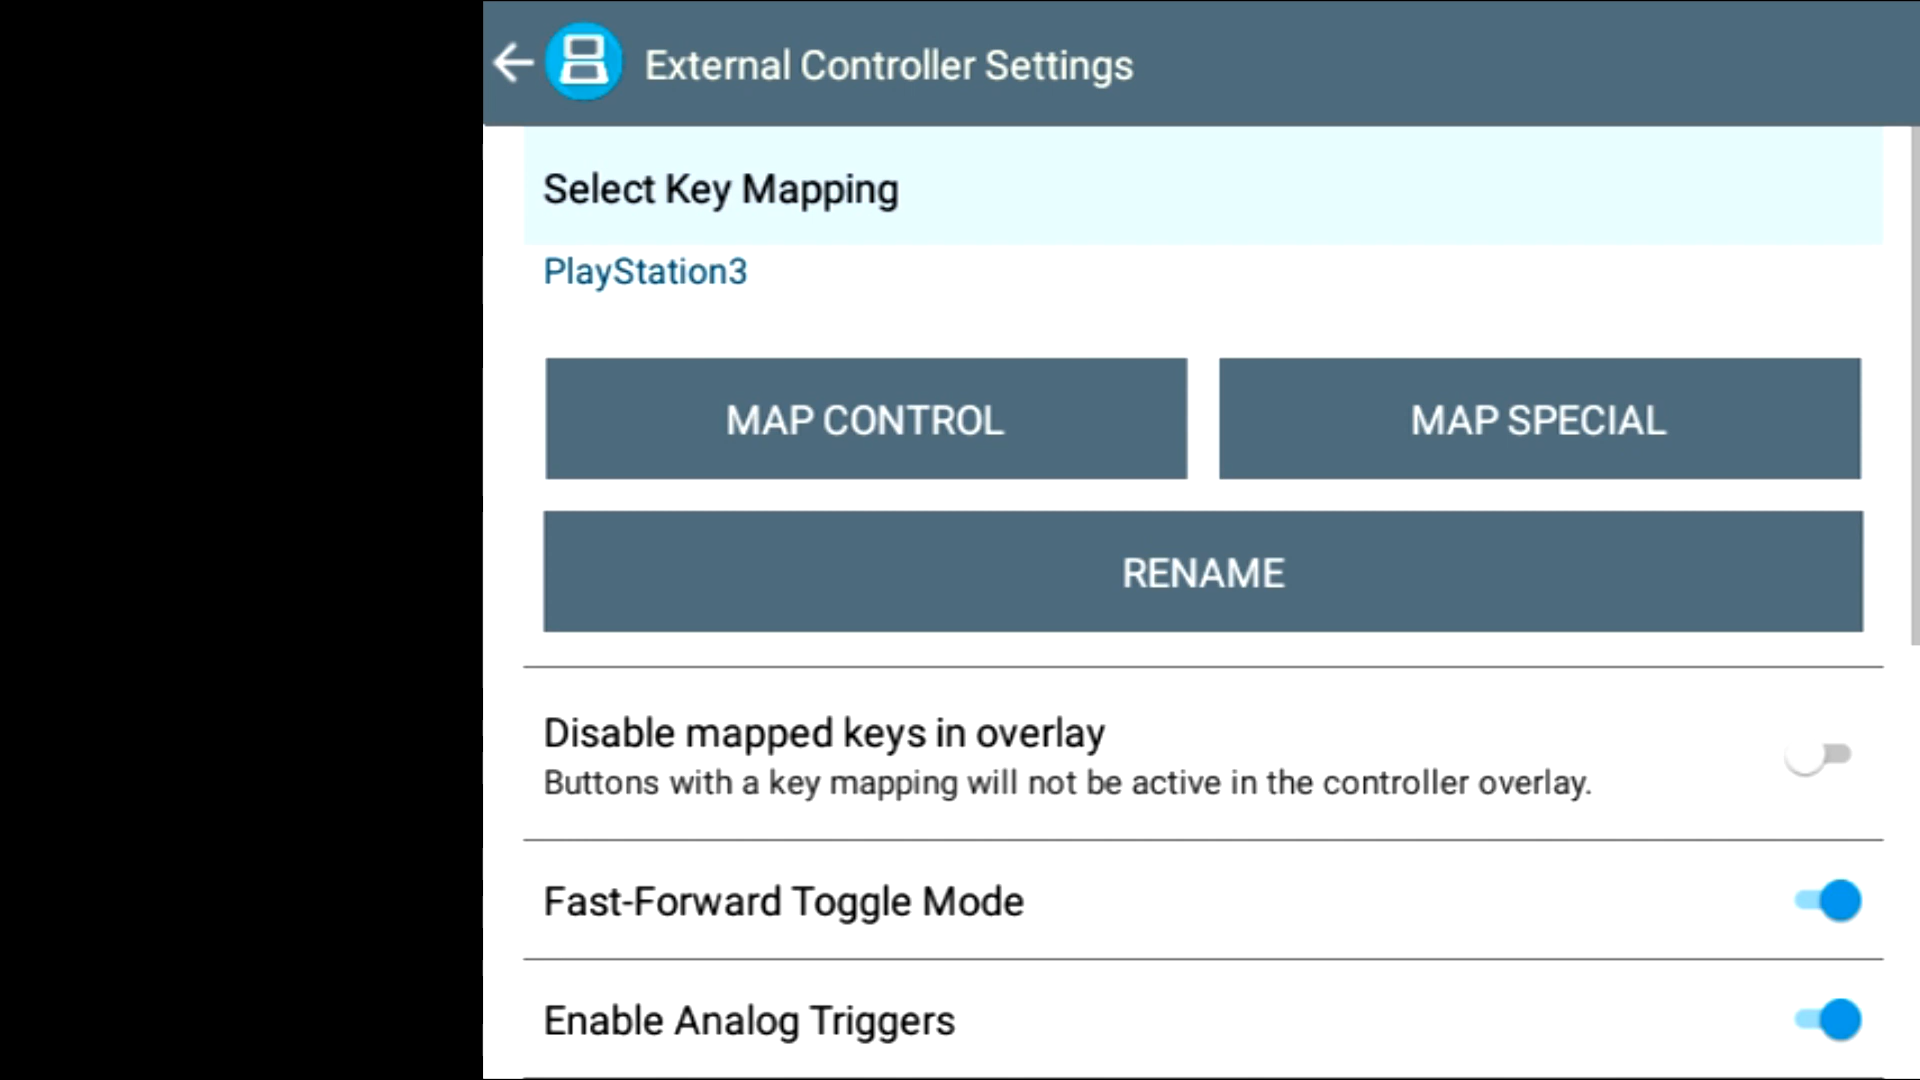 External Controller Settings
Select Key Mapping
PlayStation3
MAP CONTROL
MAP SPECIAL
RENAME
Disable mapped keys in overlay
Buttons with a key mapping will not be active in the controller overlay.
Fast-Forward Toggle Mode
Enable Analog Triggers